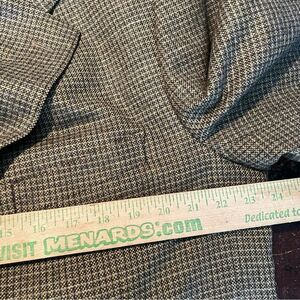 15 16 17 18 19 20 21 22 23 24
VISIT MENARDS.com Dedicated to